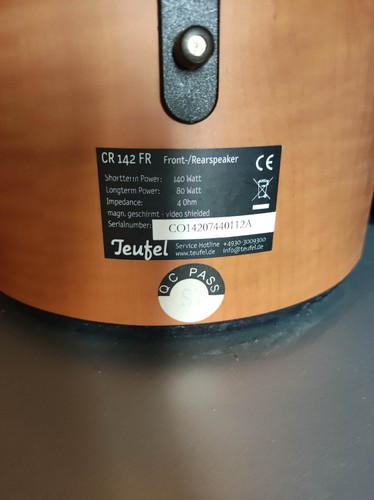 CR 142 FR Front-/Rearspeaker CE
Shortterm Power: 140 Watt
Longterm Power: 80 Watt
Impedance: 4 Ohm
magn. geschirmt - video shielded
Serialnumber: CO14207440112A
Teufel Service Hotline +4930-3009300
www.teufel.de info@teufel.de
QC PASS